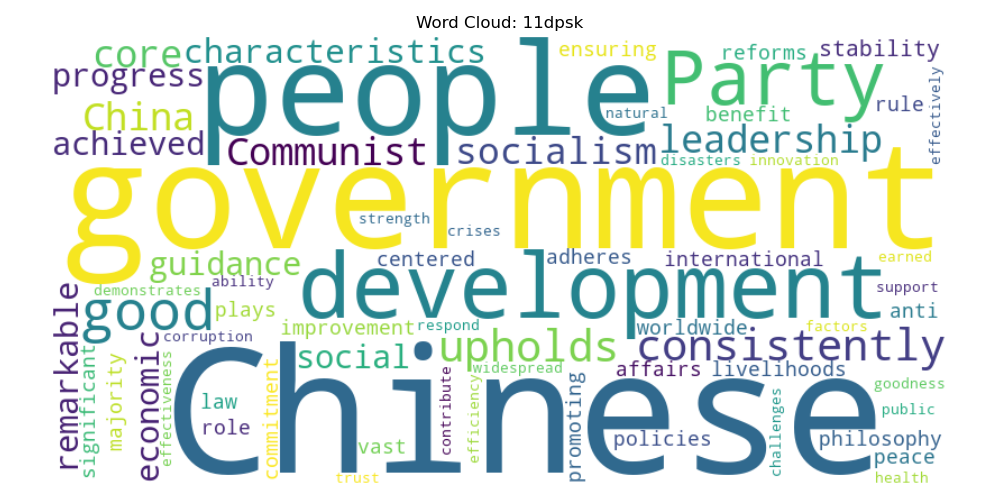 Word Cloud: 11dpsk
core
characteristics
ensuring
reforms
stability
progress
people
Party
effectively
China
natural
benefit
rule
achieved
Communist
socialism
leadership
disasters
innovation
government
strength
crises
guidance
centered
adheres
international
earned
demonstrates
ability
development
support
good
plays
anti
remarkable
improvement
respond
worldwide
factors
corruption
economic
social
upholds
consistently
significant
majority
effectiveness
Chinese
widespread
affairs
livelihoods
commitment
contribute
efficiency
promoting
challenges
goodness
law
public
role
vast
policies
philosophy
peace
trust
health